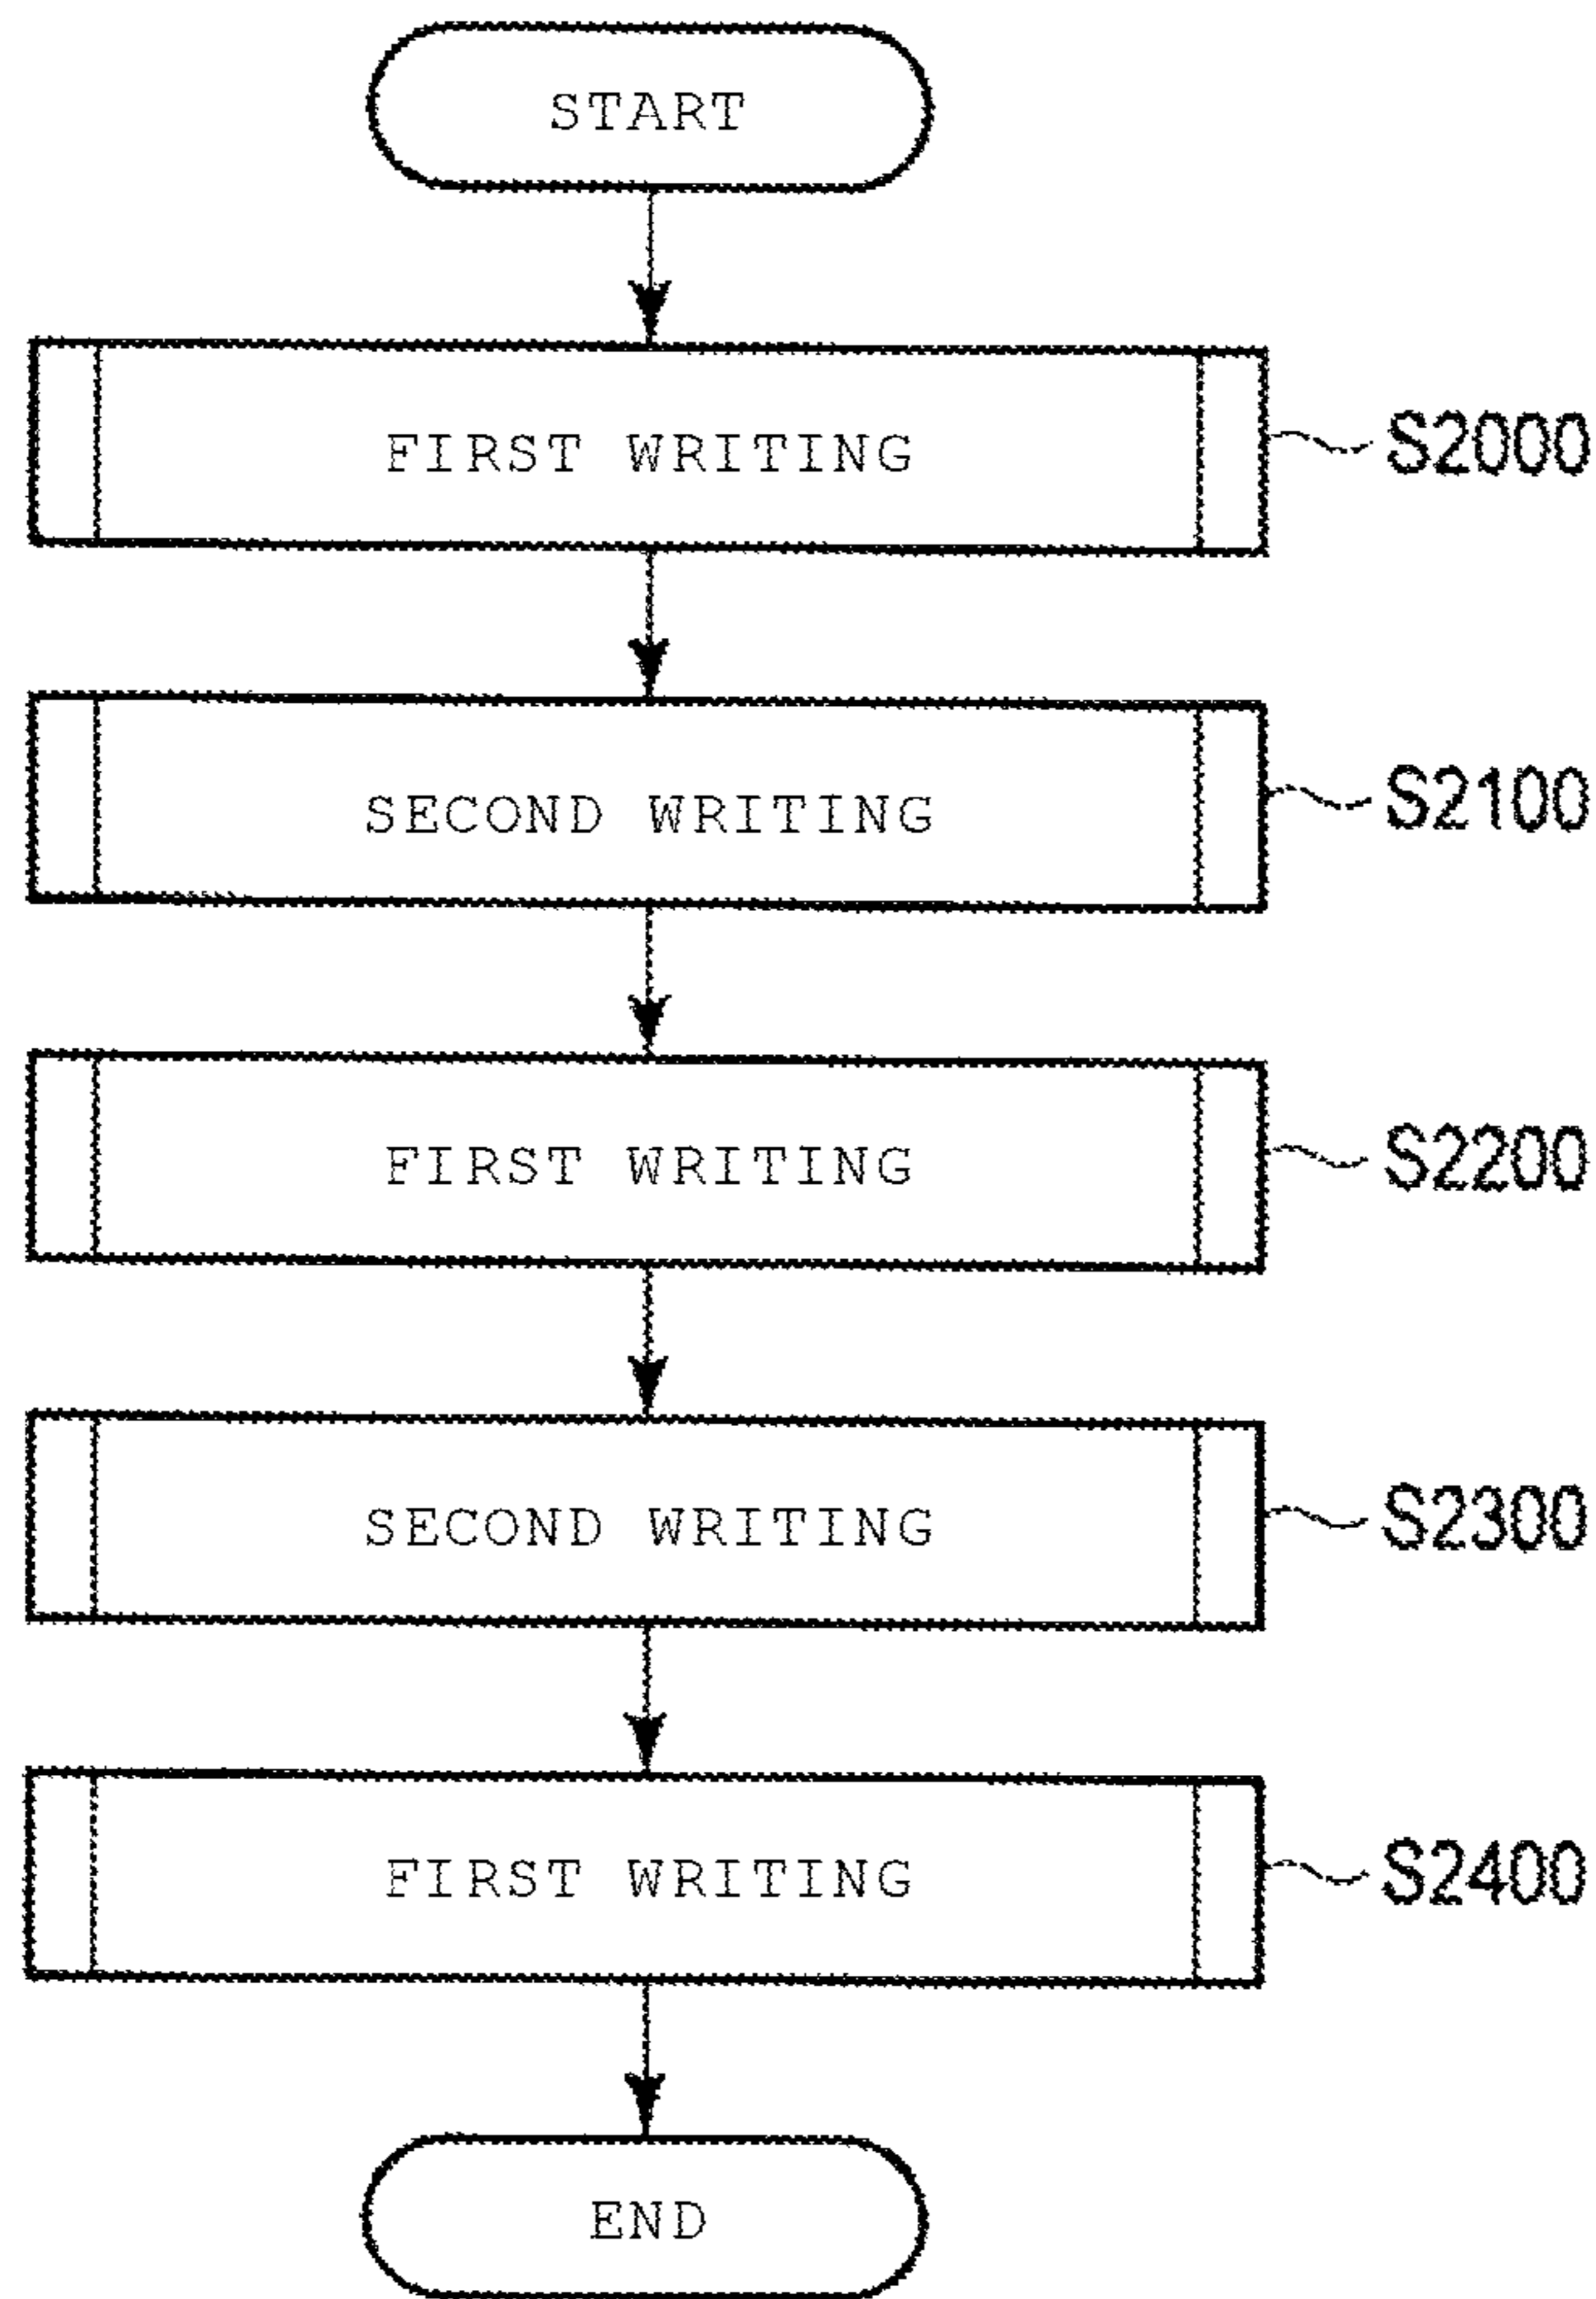 START
FIRST WRITING
S2000
SECOND WRITING
S2100
FIRST WRITING
S2200
SECOND WRITING
S2300
FIRST WRITING
S2400
END